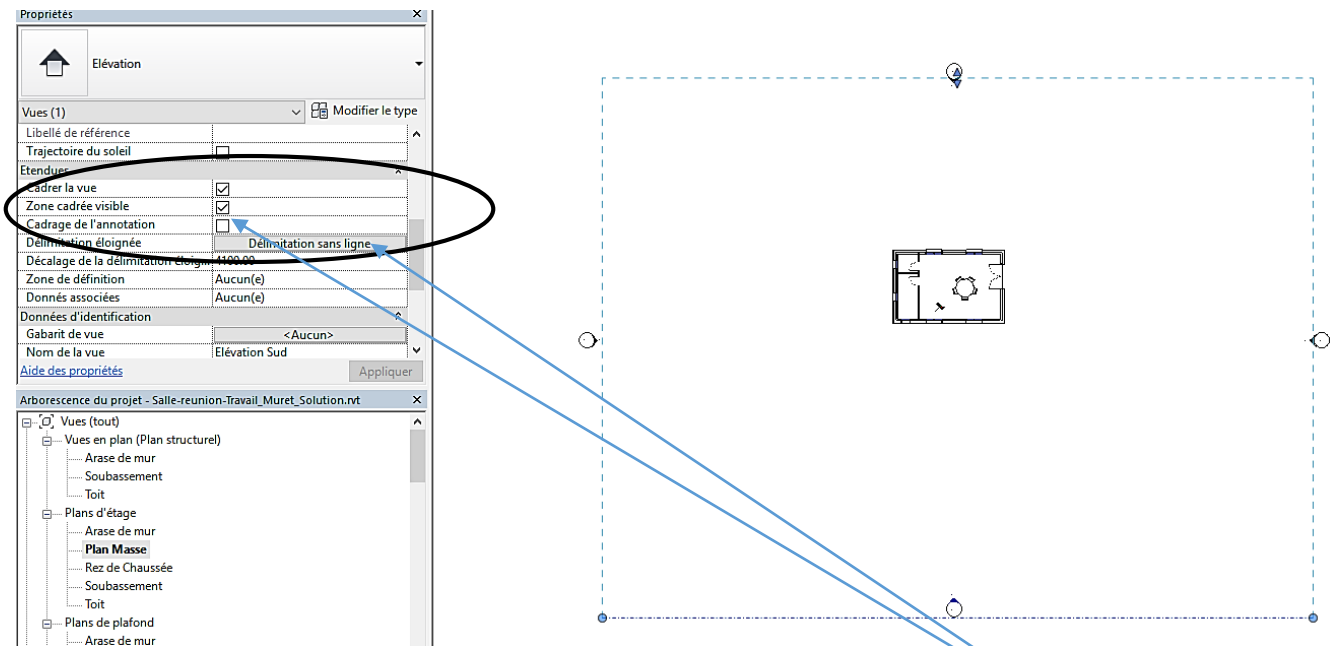 Propriétés
Elévation
Vues (1)
Modifier le type
Libellé de référence
Trajectoire du soleil
Etendues
Cadrer la vue
Zone cadrée visible
Cadrage de l'annotation
Délimitation éloignée Délimitation sans ligne
Décalage de la délimitation éloig... 4100.00
Zone de définition Aucun(e)
Donnés associées Aucun(e)
Données d'identification
Gabarit de vue <Aucun>
Nom de la vue Elévation Sud
Aide des propriétés Appliquer
Arborescence du projet - Salle-reunion-Travail_Muret_Solution.rvt
Vues (tout)
Vues en plan (Plan structurel)
Arase de mur
Soubassement
Toit
Plans d'étage
Arase de mur
Plan Masse
Rez de Chaussée
Soubassement
Toit
Plans de plafond
Arase de mur